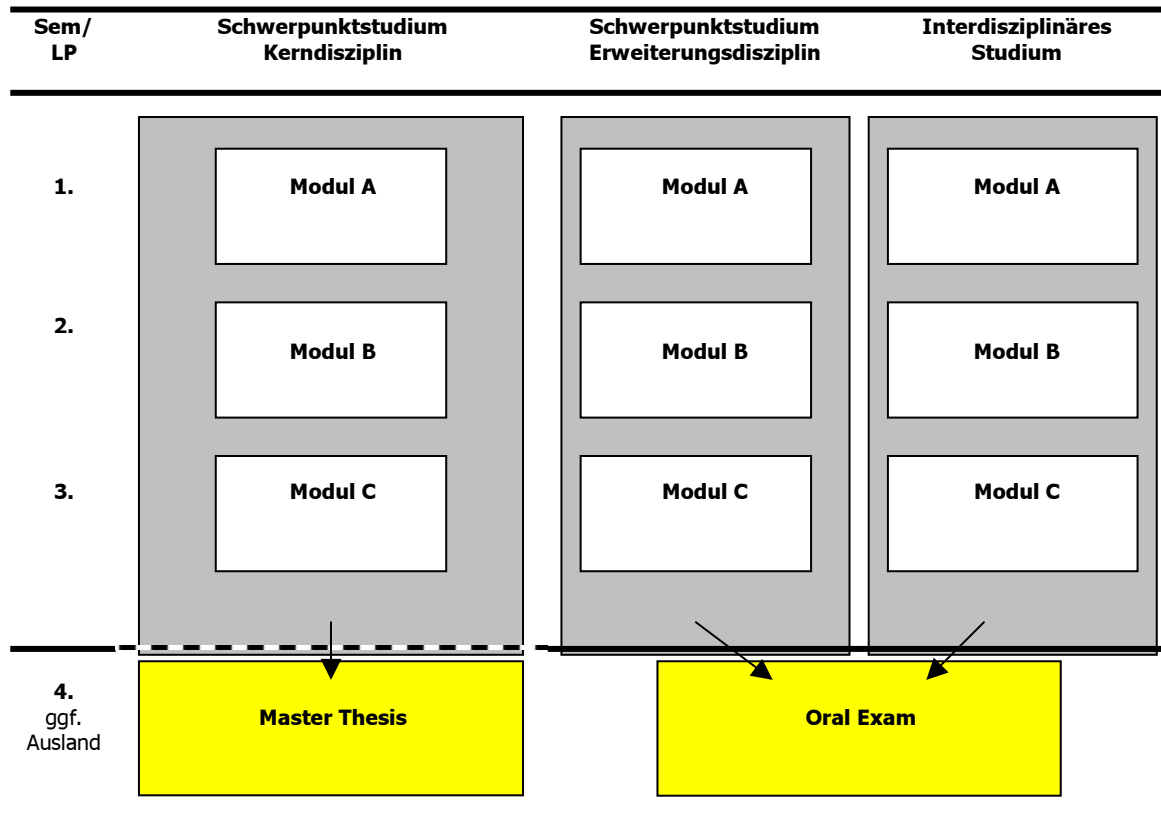 Sem/
LP
Schwerpunktstudium
Kerndisziplin
Schwerpunktstudium
Erweiterungsdisziplin
Interdisziplinäres
Studium
1.
Modul A
Modul A
Modul A
2.
Modul B
Modul B
Modul B
3.
Modul C
Modul C
Modul C
4.
ggf.
Ausland
Master Thesis
Oral Exam